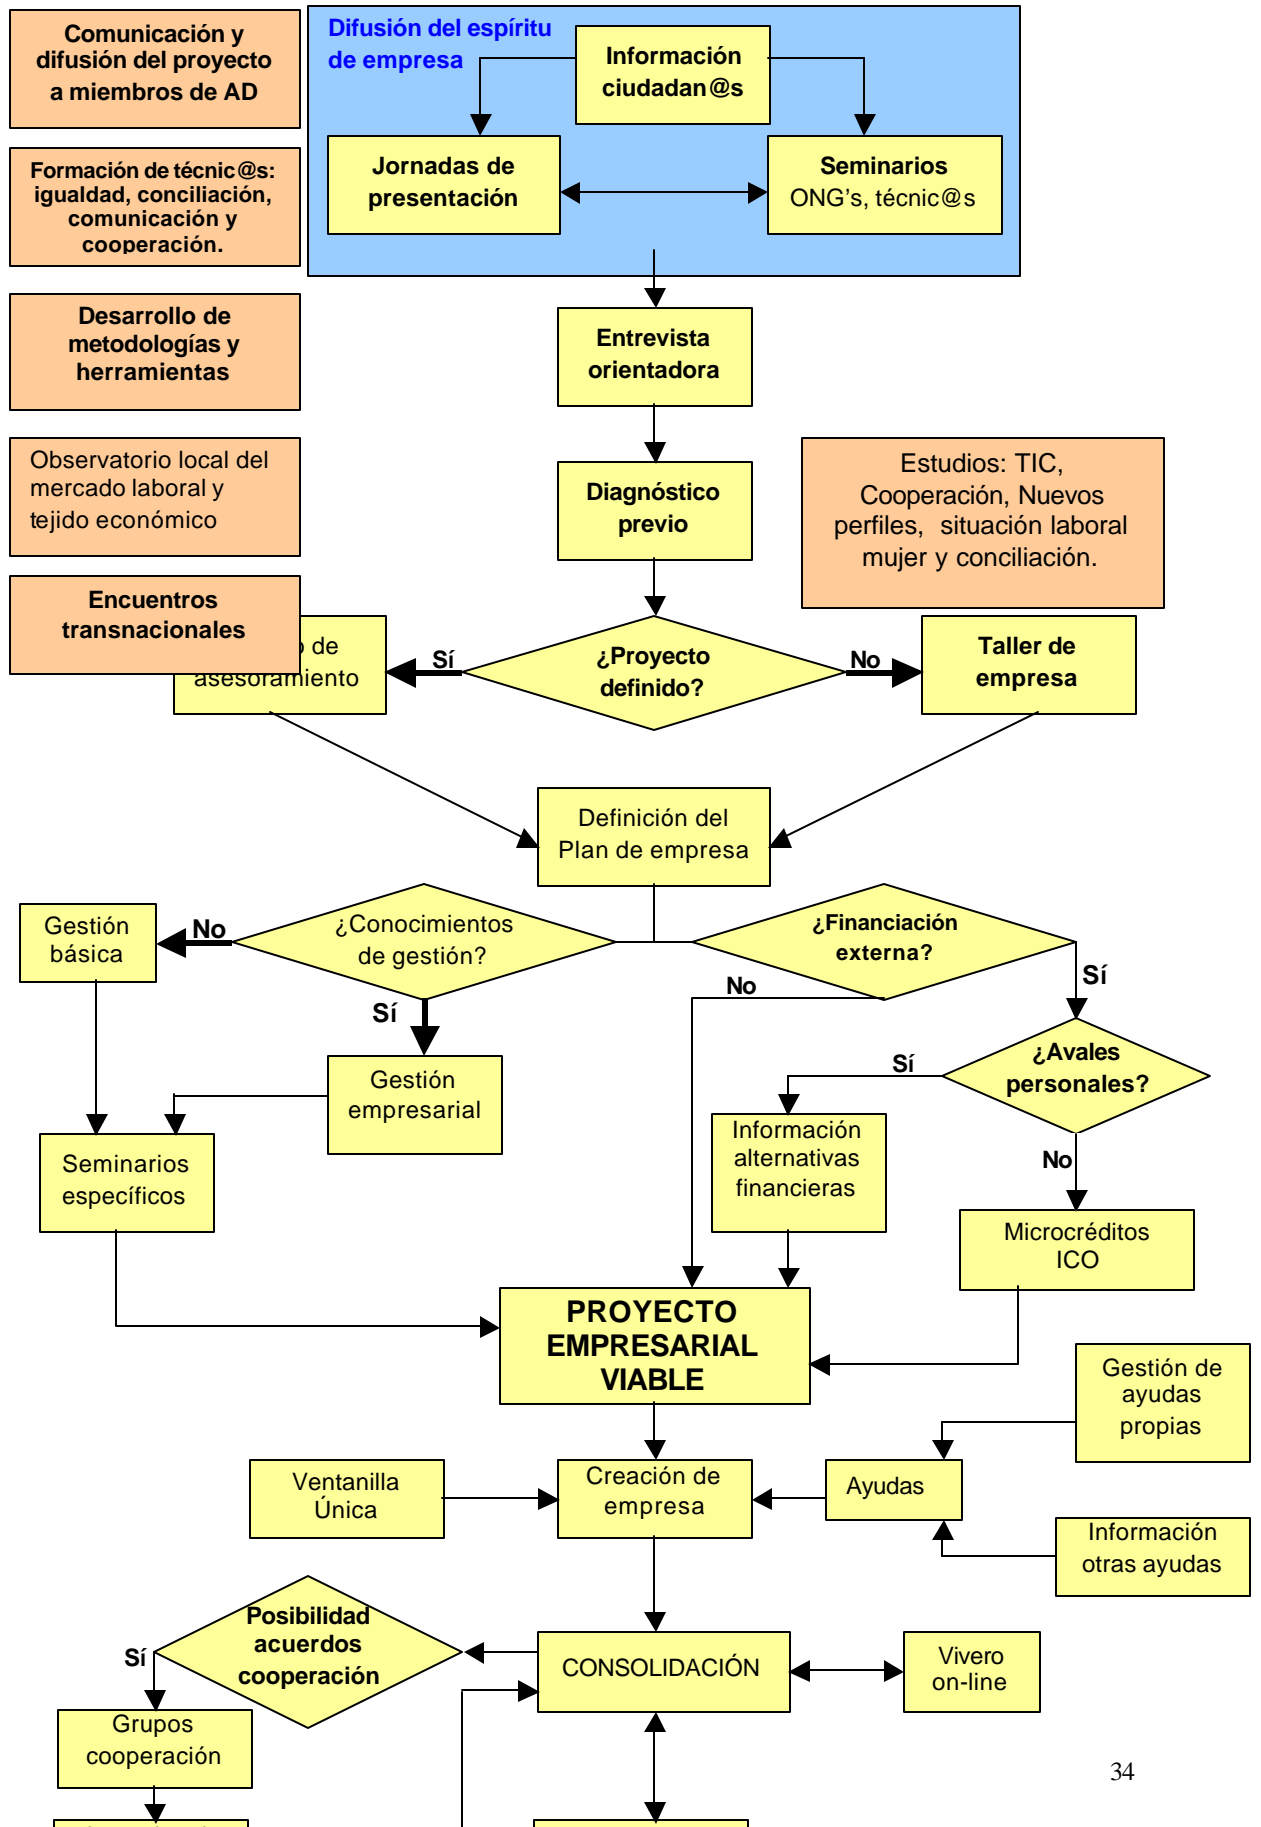 Comunicación y
difusión del proyecto
a miembros de AD
Difusión del espíritu
de empresa
Información
ciudadan@s
Jornadas de
presentación
Seminarios
ONG's, técnic@s
Formación de técnic@s:
igualdad, conciliación,
comunicación y
cooperación.
Desarrollo de
metodologías y
herramientas
Entrevista
orientadora
Observatorio local del
mercado laboral y
tejido económico
Diagnóstico
previo
Estudios: TIC,
Cooperación, Nuevos
perfiles, situación laboral
mujer y conciliación.
Encuentros
transnacionales
de
asesoramiento
Sí
¿Proyecto
definido?
No
Taller de
empresa
Definición del
Plan de empresa
Gestión
básica
No
¿Conocimientos
de gestión?
Sí
¿Financiación
externa?
No
Sí
Gestión
empresarial
¿Avales
personales?
Sí
No
Seminarios
específicos
Información
alternativas
financieras
Microcréditos
ICO
PROYECTO
EMPRESARIAL
VIABLE
Gestión de
ayudas
propias
Ventanilla
Única
Creación de
empresa
Ayudas
Información
otras ayudas
Posibilidad
acuerdos
cooperación
Sí
CONSOLIDACIÓN
Vivero
on-line
Grupos
cooperación
34